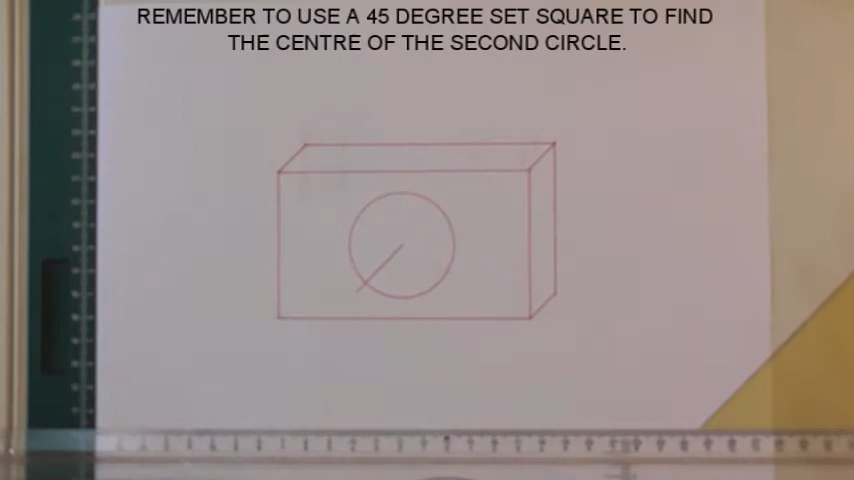 REMEMBER TO USE A 45 DEGREE SET SQUARE TO FIND
THE CENTRE OF THE SECOND CIRCLE.